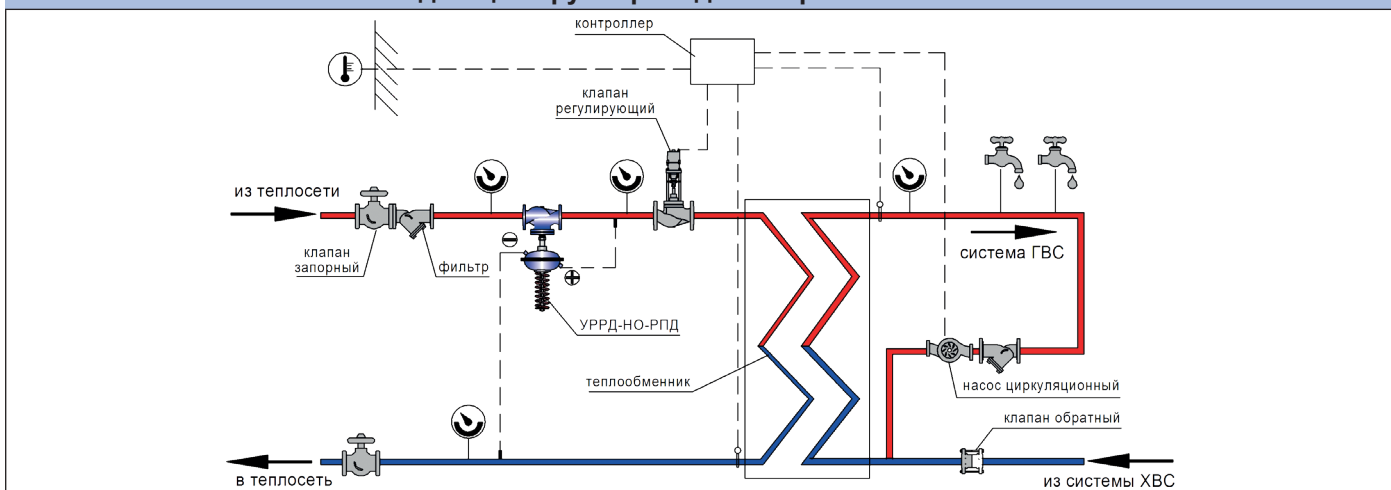 контроллер
клапан
регулирующий
из теплосети
клапан
запорный
фильтр
система ГВС
УРРД-НО-РПД
теплообменник
насос циркуляционный
клапан обратный
в теплосеть
из системы ХВС